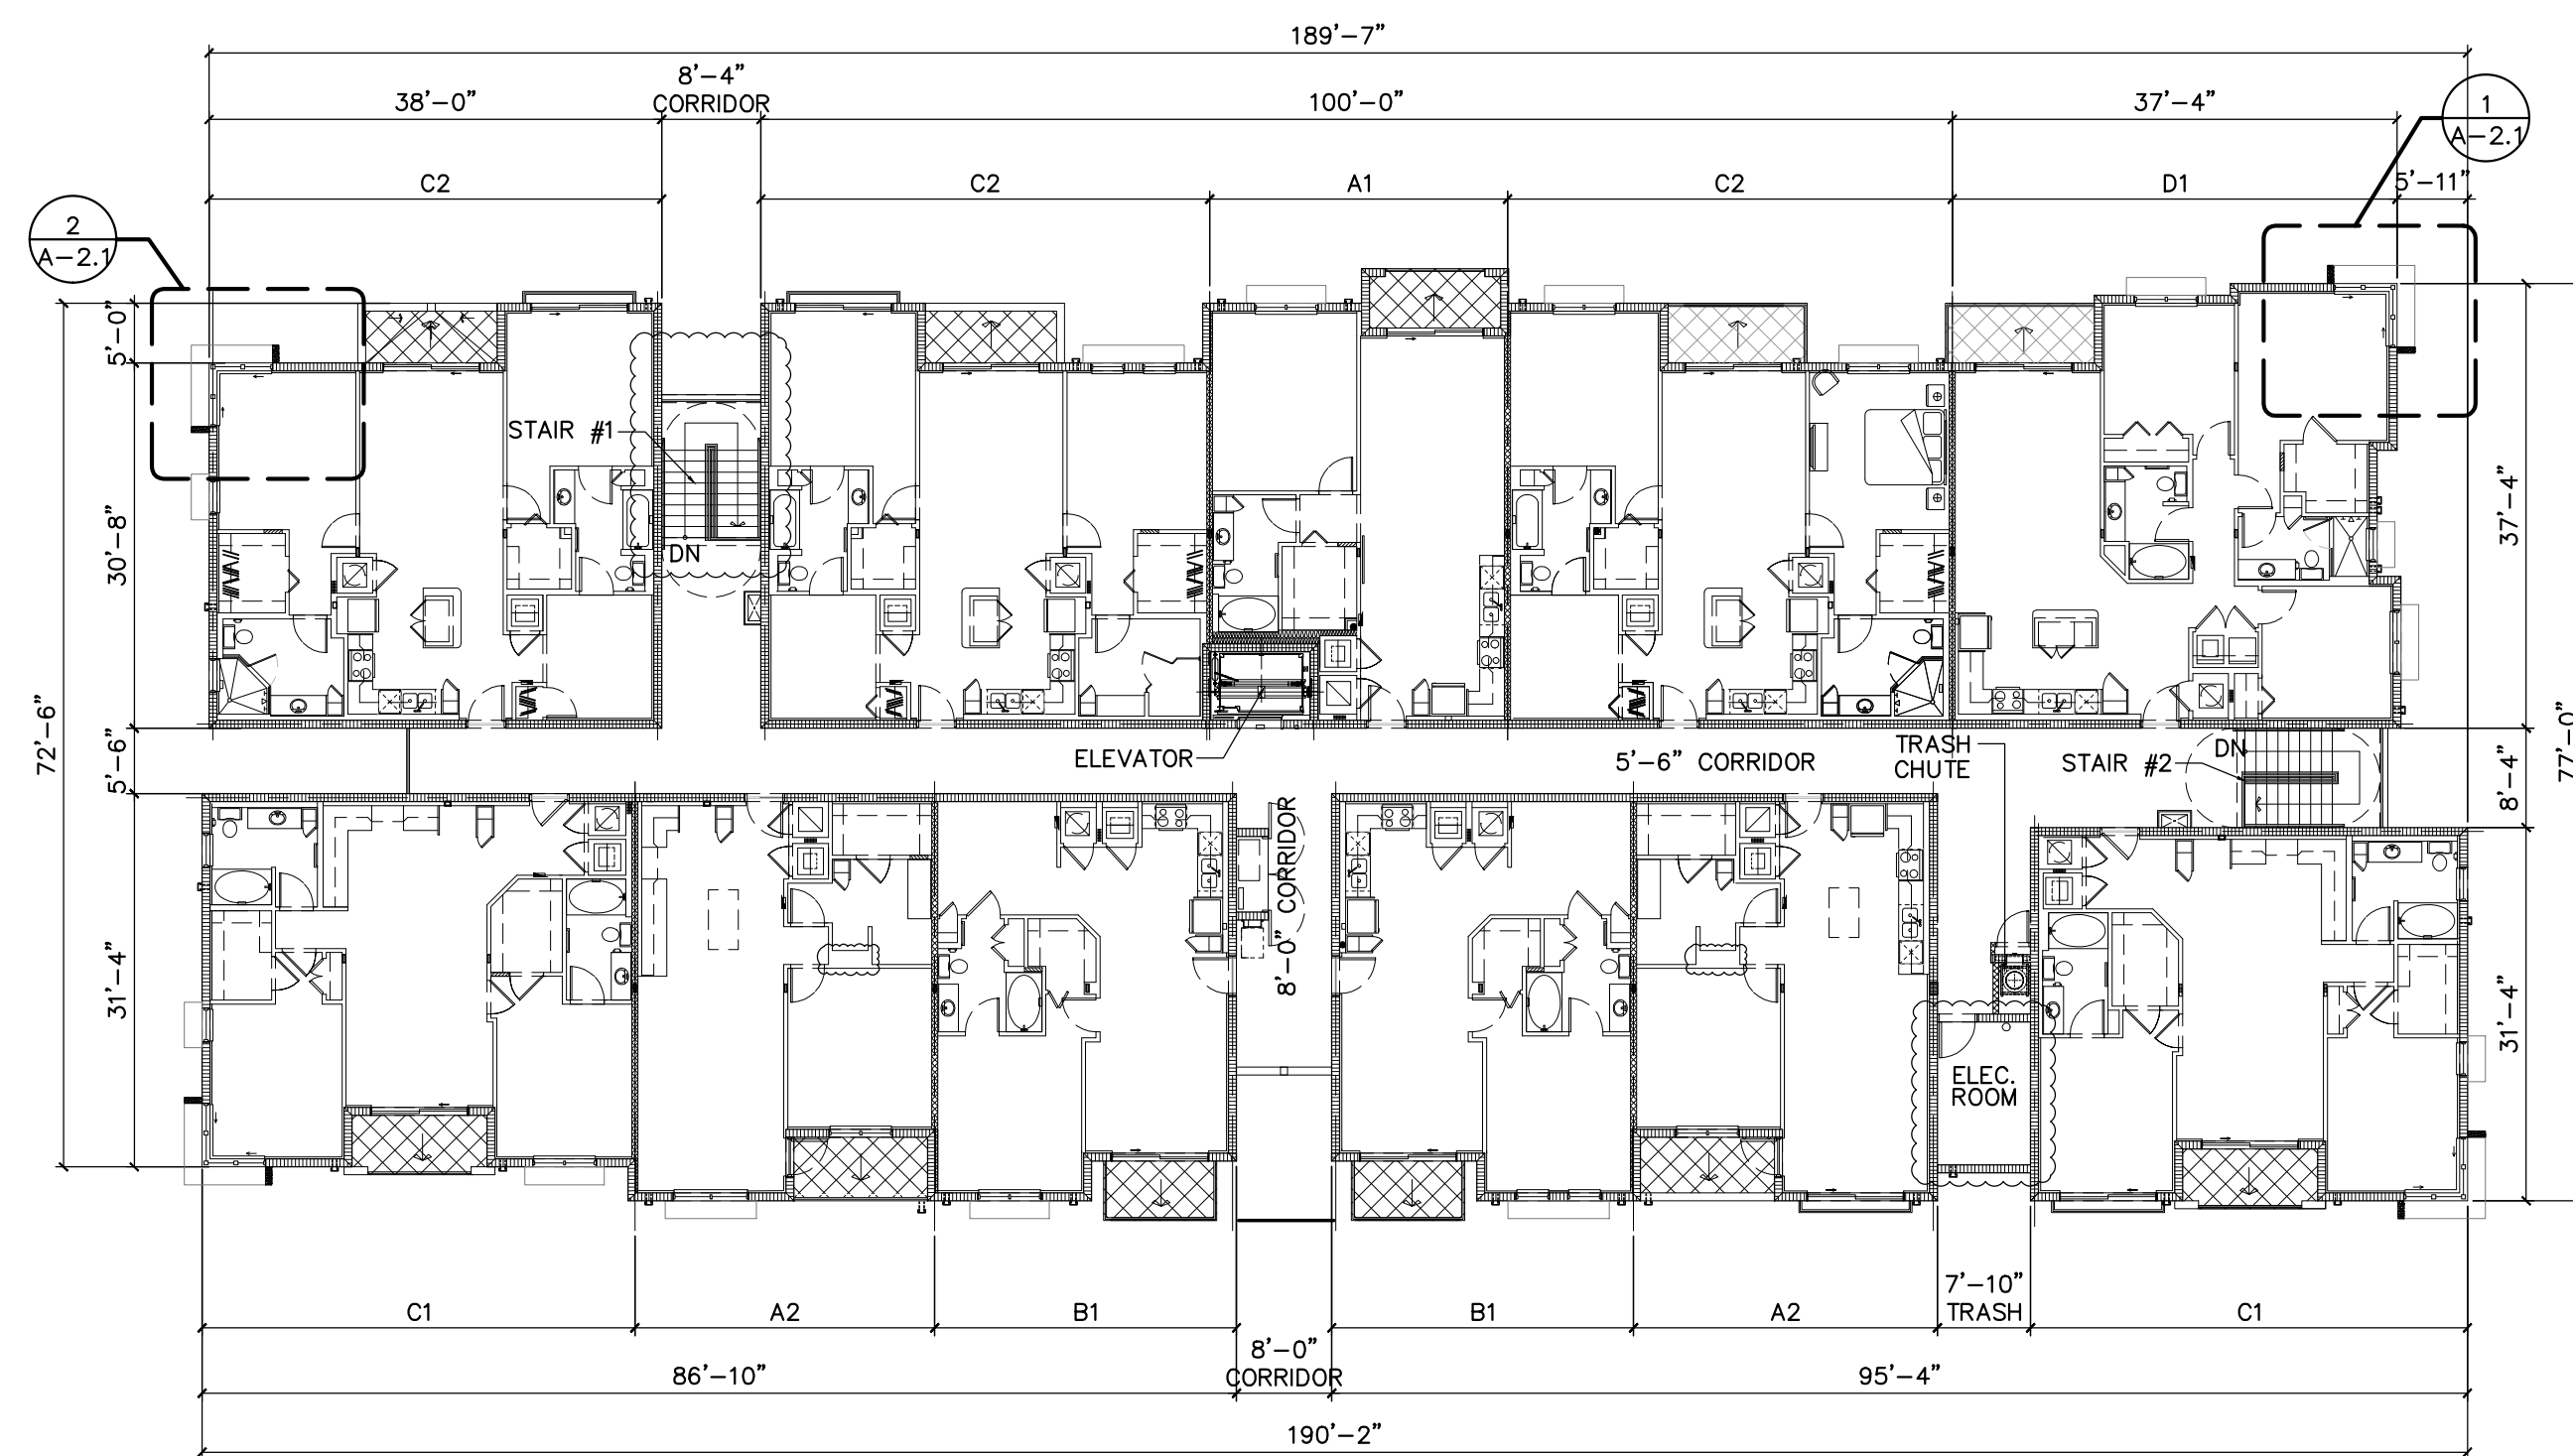 189'-7"
8'-4"
CORRIDOR
38'-0"
100'-0"
37'-4"
1
A-2.1
C2
C2
A1
C2
D1
5'-11"
2
A-2.1
5'-0"
STAIR #1
DN
30'-8"
37'-4"
72'-6"
5'-6"
ELEVATOR
5'-6" CORRIDOR
TRASH
CHUTE
STAIR #2
DN
8'-4"
77'-0"
8'-0" CORRIDOR
31'-4"
31'-4"
ELEC.
ROOM
C1
A2
B1
B1
A2
7'-10"
TRASH
C1
86'-10"
8'-0"
CORRIDOR
95'-4"
190'-2"